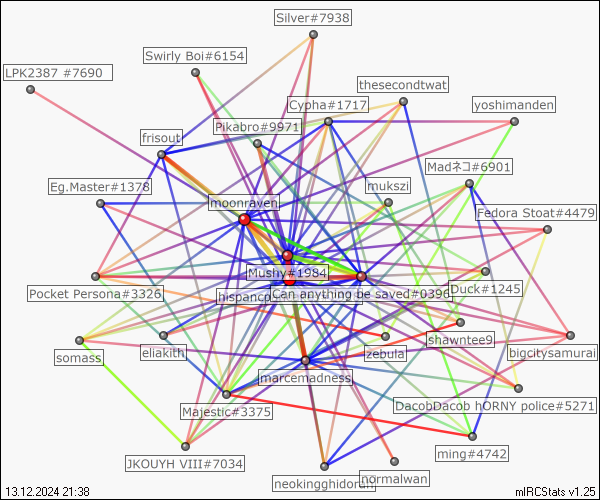 Silver#7938
Swirly Boi#6154
LPK2387 #7690
thesecondtwat
Cypha#1717
yoshimanden
Pikabro#9971
frisout
Madネコ#6901
Eg.Master#1378
mukszi
moonraven
Fedora Stoat#4479
Mushy#1984
Pocket Persona#3326
hispancp
Can anything be saved#0396
Duck#1245
somass
eliakith
zebula
shawntee9
bigcitysamurai
marcemadness
Majestic#3375
DacobDacob hORNY police#5271
ming#4742
JKOUYH VIII#7034
neokingghidorah
normalwan
13.12.2024 21:38
mIRCStats v1.25